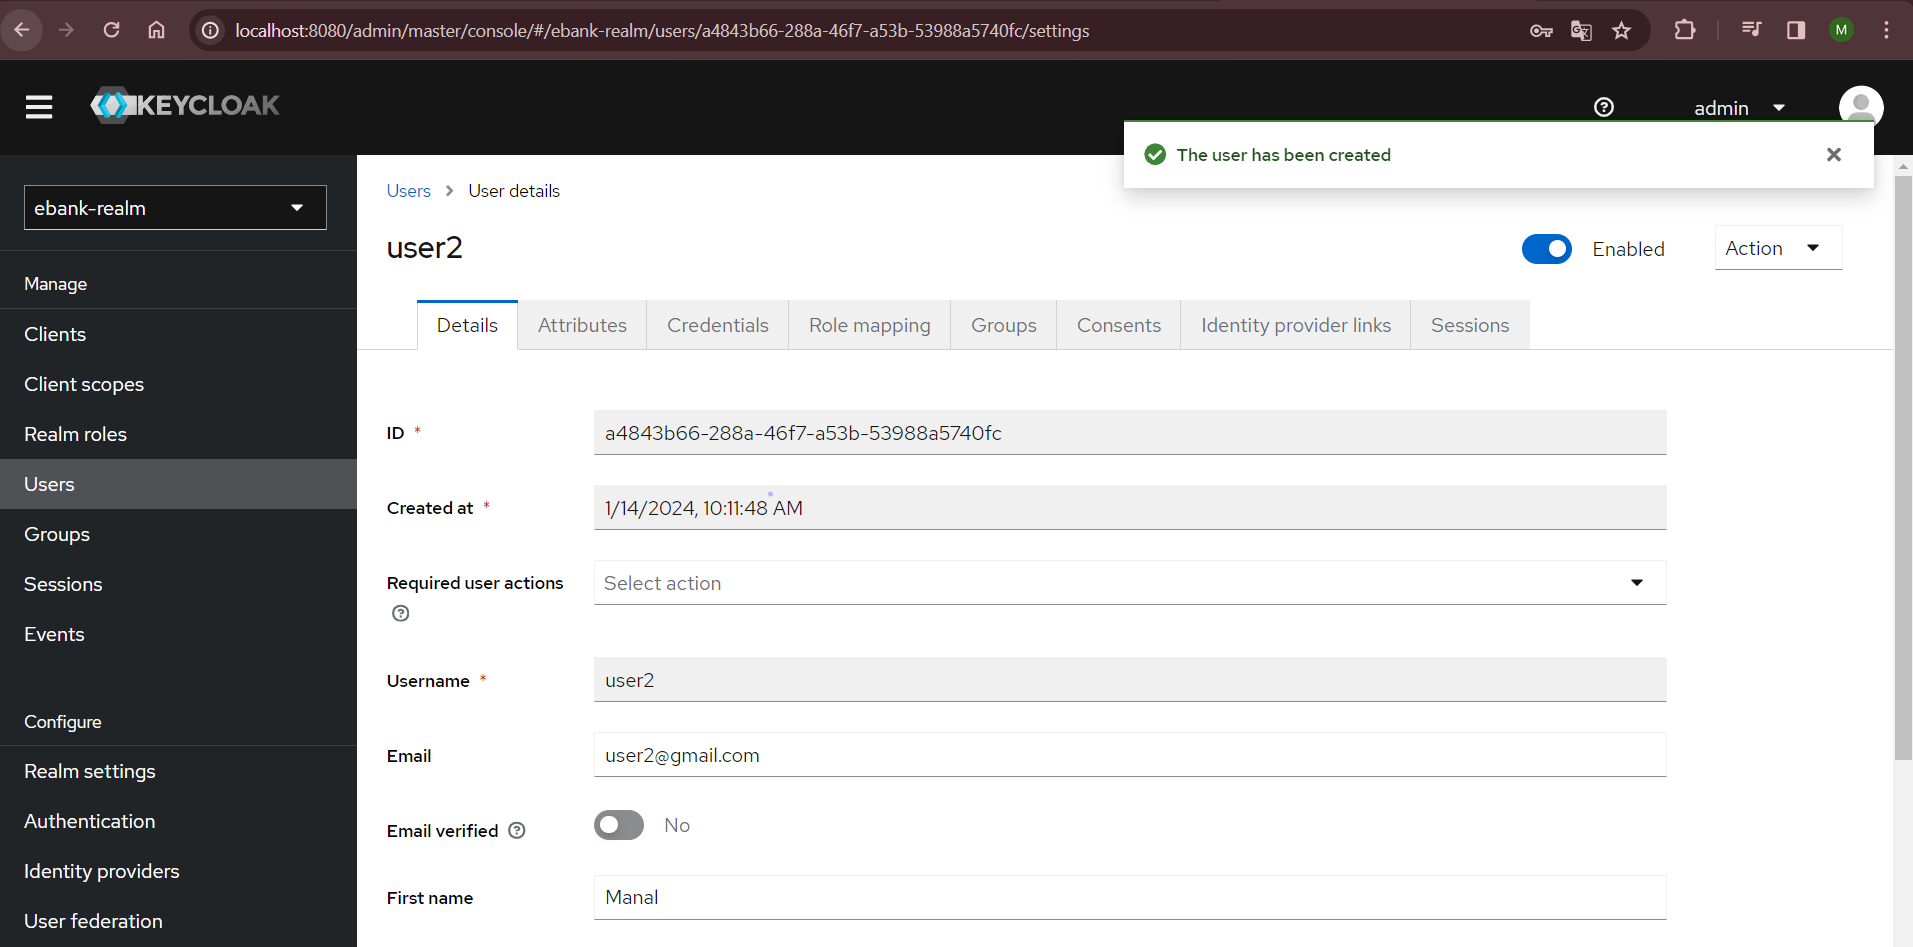 localhost:8080/admin/master/console/#/ebank-realm/users/a4843b66-288a-46f7-a53b-53988a5740fc/settings
M
KEYCLOAK
admin
The user has been created
ebank-realm
Manage
Clients
Client scopes
Realm roles
Users
Groups
Sessions
Events
Configure
Realm settings
Authentication
Identity providers
User federation
Users > User details
user2
Enabled
Action
Details Attributes Credentials Role mapping Groups Consents Identity provider links Sessions
ID *
a4843b66-288a-46f7-a53b-53988a5740fc
Created at *
1/14/2024, 10:11:48 AM
Required user actions
Select action
Username *
user2
Email
user2@gmail.com
Email verified
No
First name
Manal